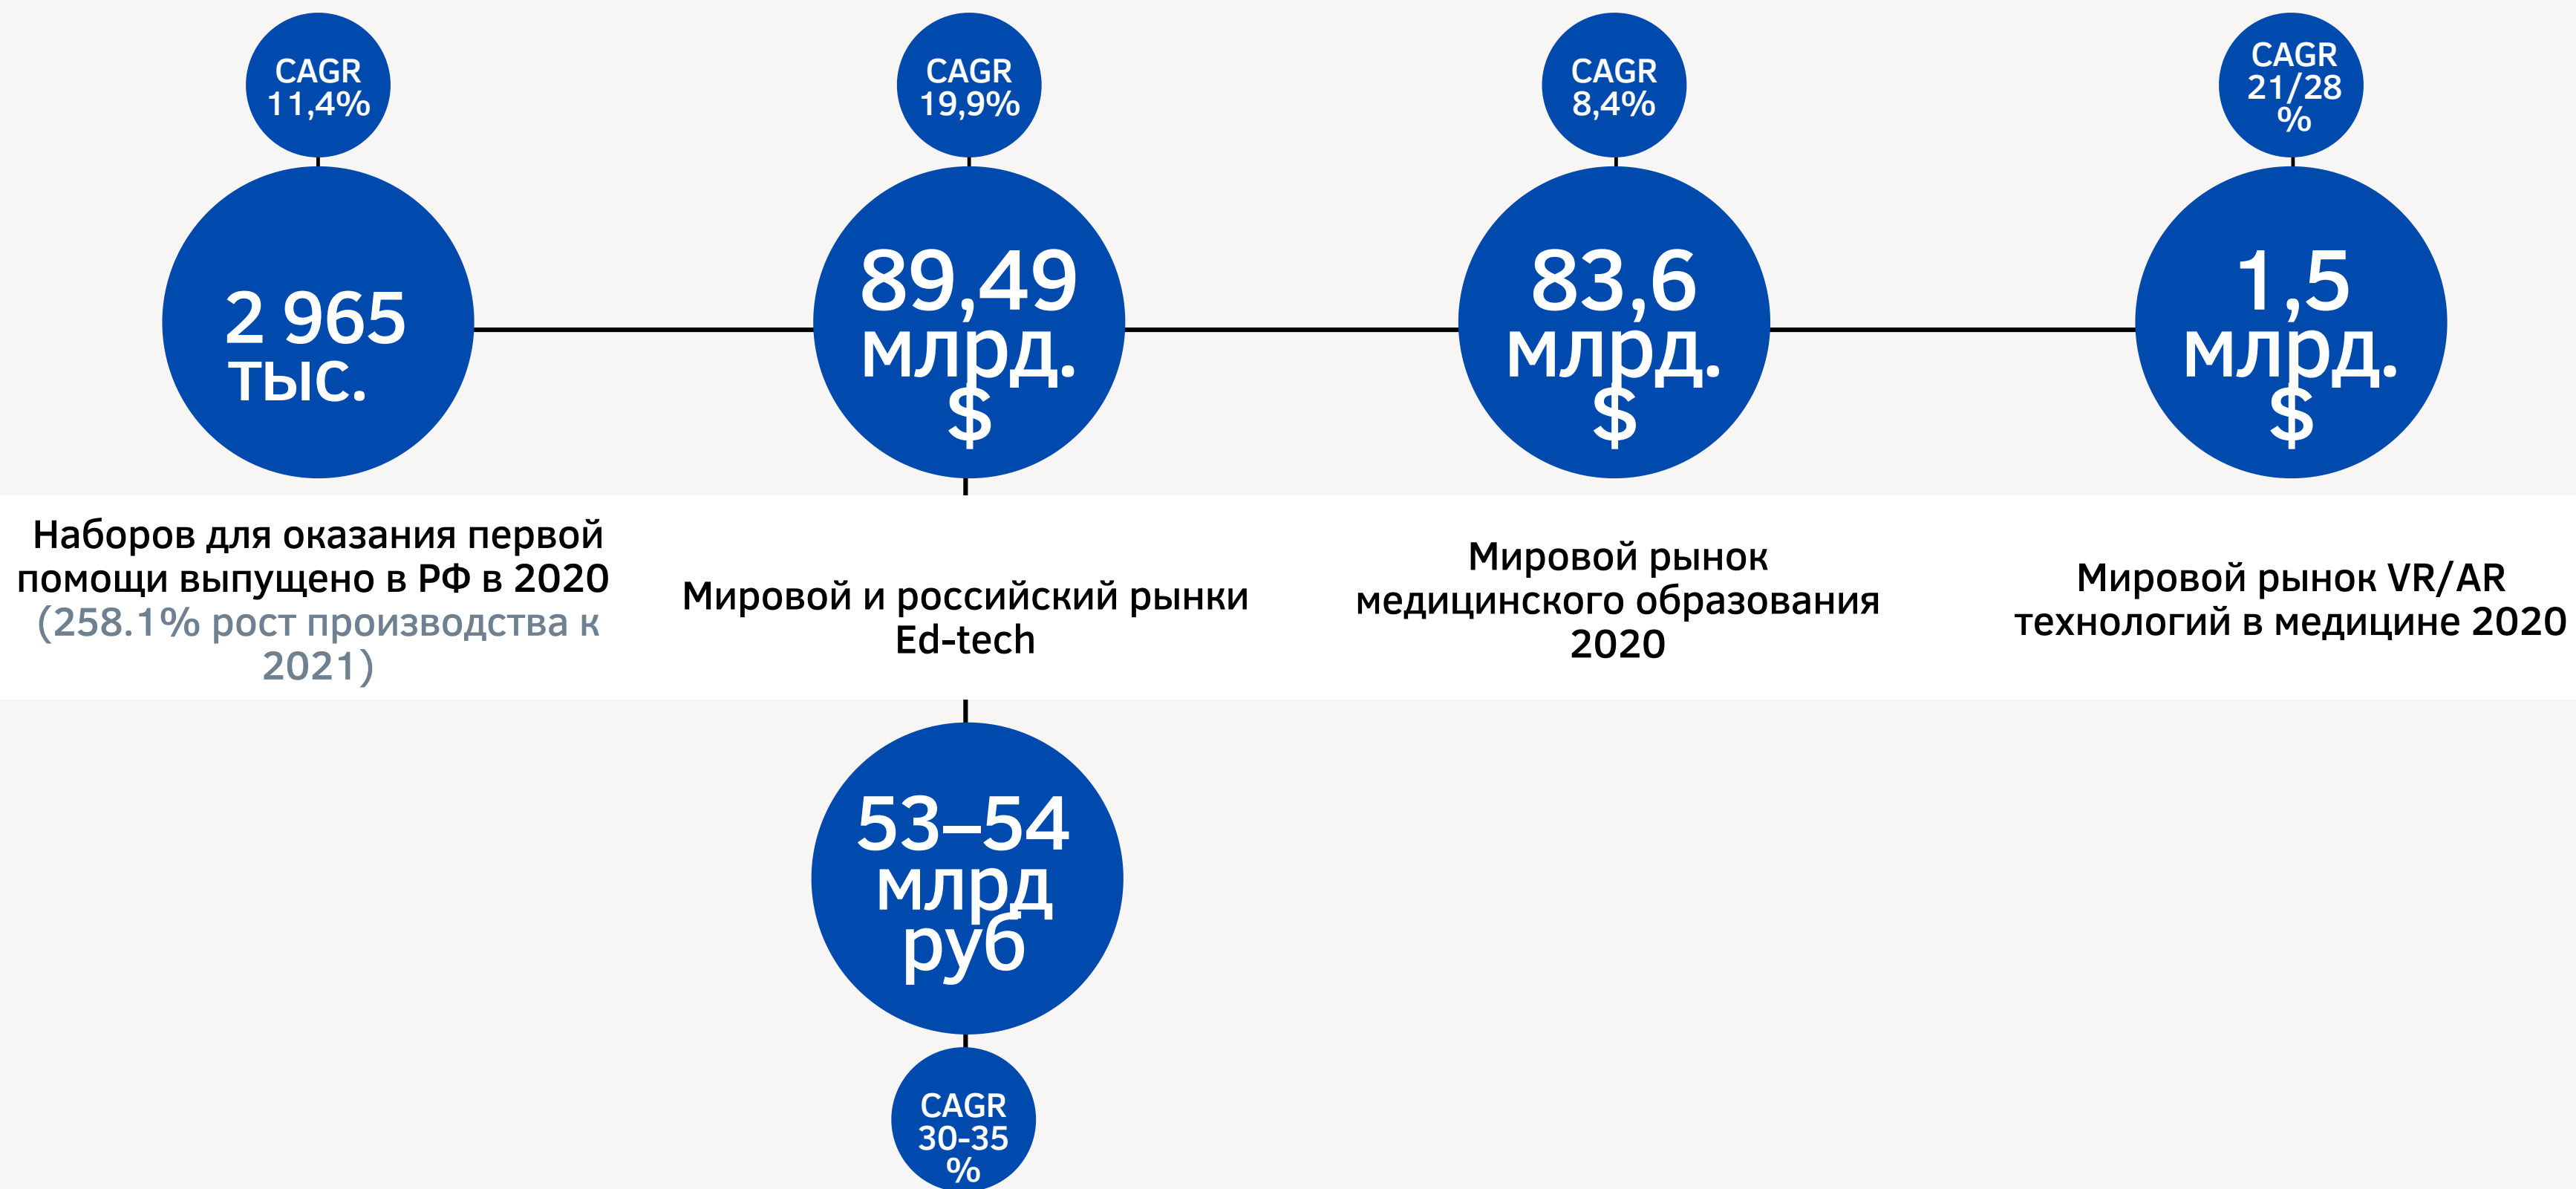 CAGR
11,4%
2 965
тыс.
Наборов для оказания первой
помощи выпущено в РФ в 2020
(258.1% рост производства к
2021)
CAGR
19,9%
89,49
млрд.
$
Мировой и российский рынки
Ed-tech
53–54
млрд
руб
CAGR
30-35
%
CAGR
8,4%
83,6
млрд.
$
Мировой рынок
медицинского образования
2020
CAGR
21/28
%
1,5
млрд.
$
Мировой рынок VR/AR
технологий в медицине 2020